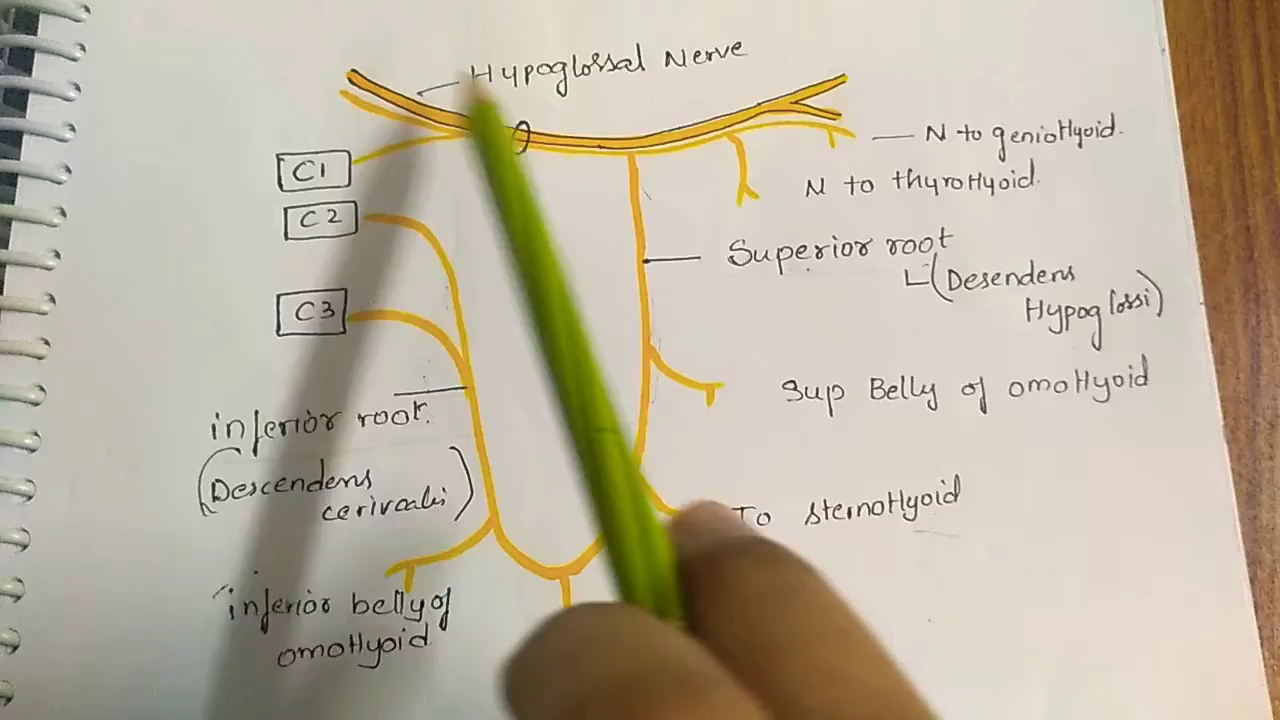 Hypoglossal Nerve
C1
N to genioHyoid.
N to thyroHyoid.
C2
Superior root
(Desendens
Hypoglossi)
C3
Sup Belly of omoHyoid
inferior root.
(Descendens
To sternoHyoid
inferior belly of
omoHyoid